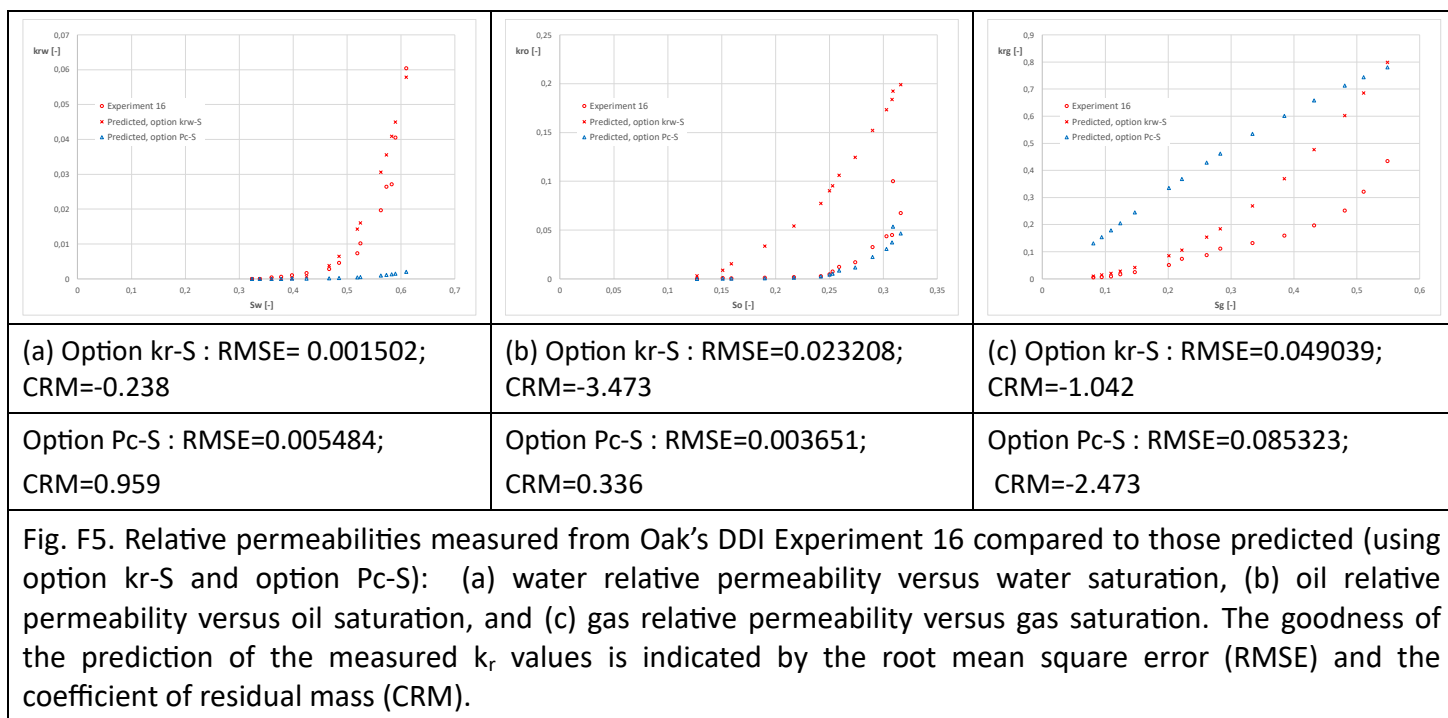 0,07
krw [-]
0,06
0,05
Experiment 16
Predicted, option krw-S
0,04
Predicted, option Pc-S
0,03
0,02
0,01
0
0
0,1
0,2
0,3
0,4
0,5
0,6
0,7
Sw [-]
0,25
kro [-]
0,2
Experiment 16
Predicted, option krw-S
0,15
Predicted, option Pc-S
0,1
0,05
0
0
0,05
0,1
0,15
0,2
0,25
0,3
0,35
So [-]
0,9
krg [-]
0,8
0,7
Experiment 16
0,6
Predicted, option krw-S
Predicted, option Pc-S
0,5
0,4
0,3
0,2
0,1
0
0
0,1
0,2
0,3
0,4
0,5
0,6
Sg [-]
(a) Option kr-S : RMSE= 0.001502;
CRM=-0.238
(b) Option kr-S : RMSE=0.023208;
CRM=-3.473
(c) Option kr-S : RMSE=0.049039;
CRM=-1.042
Option Pc-S : RMSE=0.005484;
CRM=0.959
Option Pc-S : RMSE=0.003651;
CRM=0.336
Option Pc-S : RMSE=0.085323;
CRM=-2.473
Fig. F5. Relative permeabilities measured from Oak’s DDI Experiment 16 compared to those predicted (using
option kr-S and option Pc-S): (a) water relative permeability versus water saturation, (b) oil relative
permeability versus oil saturation, and (c) gas relative permeability versus gas saturation. The goodness of
the prediction of the measured kr values is indicated by the root mean square error (RMSE) and the
coefficient of residual mass (CRM).